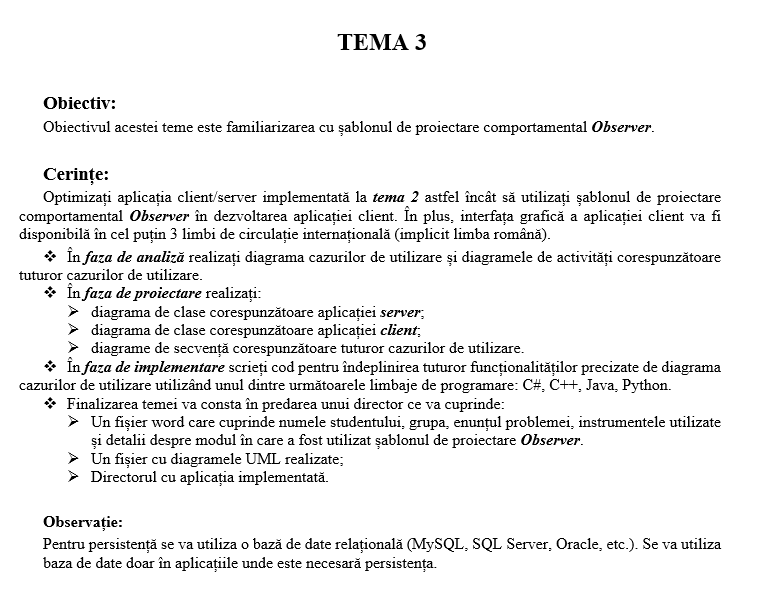 TEMA 3
Obiectiv:
Obiectivul acestei teme este familiarizarea cu șablonul de proiectare comportamental Observer.
Cerințe:
Optimizați aplicația client/server implementată la tema 2 astfel încât să utilizați șablonul de proiectare
comportamental Observer în dezvoltarea aplicației client. În plus, interfața grafică a aplicației client va fi
disponibilă în cel puțin 3 limbi de circulație internațională (implicit limba română).
❖ În faza de analiză realizați diagrama cazurilor de utilizare și diagramele de activități corespunzătoare
tuturor cazurilor de utilizare.
❖ În faza de proiectare realizați:
➢ diagrama de clase corespunzătoare aplicației server;
➢ diagrama de clase corespunzătoare aplicației client;
➢ diagrame de secvență corespunzătoare tuturor cazurilor de utilizare.
❖ În faza de implementare scrieți cod pentru îndeplinirea tuturor funcționalităților precizate de diagrama
cazurilor de utilizare utilizând unul dintre următoarele limbaje de programare: C#, C++, Java, Python.
❖ Finalizarea temei va consta în predarea unui director ce va cuprinde:
➢ Un fișier word care cuprinde numele studentului, grupa, enunțul problemei, instrumentele utilizate
și detalii despre modul în care a fost utilizat șablonul de proiectare Observer.
➢ Un fișier cu diagramele UML realizate;
➢ Directorul cu aplicația implementată.
Observație:
Pentru persistență se va utiliza o bază de date relațională (MySQL, SQL Server, Oracle, etc.). Se va utiliza
baza de date doar în aplicațiile unde este necesară persistența.